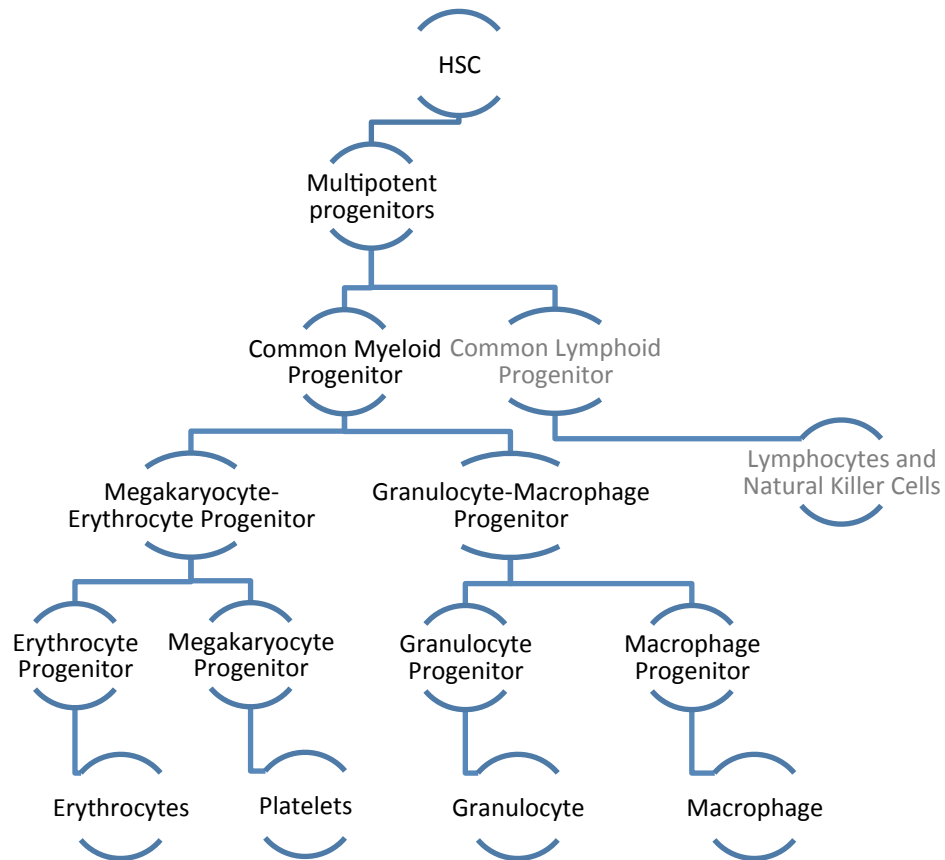 HSC
Multipotent
progenitors
Common Myeloid
Progenitor
Common Lymphoid
Progenitor
Lymphocytes and
Natural Killer Cells
Megakaryocyte-
Erythrocyte Progenitor
Granulocyte-Macrophage
Progenitor
Erythrocyte
Progenitor
Megakaryocyte
Progenitor
Granulocyte
Progenitor
Macrophage
Progenitor
Erythrocytes
Platelets
Granulocyte
Macrophage